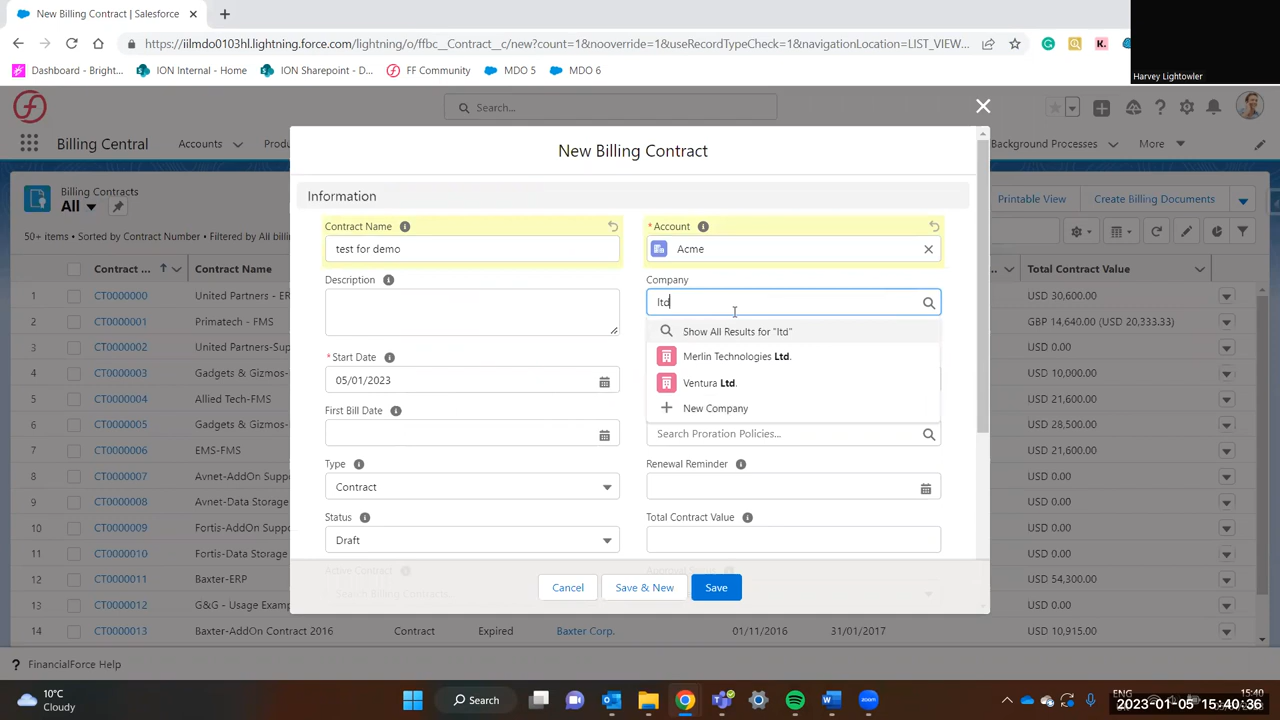 New Billing Contract | Salesforce
https://iilmdo0103hl.lightning.force.com/lightning/o/ffbc__Contract__c/new?count=1&nooverride=1&useRecordTypeCheck=1&navigationLocation=LIST_VIEW...
Dashboard - Bright...
ION Internal - Home
ION Sharepoint - D...
FF Community
MDO 5
MDO 6
Harvey Lightowler
Search...
Billing Central
Accounts
Produ
Background Processes
More
New Billing Contract
Billing Contracts
All
Printable View
Create Billing Documents
50+ items • Sorted by Contract Number • Filtered by All billi
Contract ...
Contract Name
Total Contract Value
1 CT0000000 United Partners - ER USD 30,600.00
2 CT0000001 Primatech - FMS GBP 14,640.00 (USD 20,333.33)
3 CT0000002 United Partners-Sup USD 0.00
4 CT0000003 Gadgets & Gizmos- USD 10,000.00
5 CT0000004 Allied Tech-FMS USD 21,600.00
6 CT0000005 Gadgets & Gizmos- USD 28,500.00
7 CT0000006 EMS-FMS USD 21,600.00
8 CT0000007 Avnet-AddOn Suppo USD 0.00
9 CT0000008 Avnet-Data Storage USD 0.00
10 CT0000009 Fortis-AddOn Suppo USD 0.00
11 CT0000010 Fortis-Data Storage USD 0.00
12 CT0000011 Baxter-ERP USD 54,300.00
13 CT0000012 G&G - Usage Examp USD 0.00
14 CT0000013 Baxter-AddOn Contract 2016 Contract Expired Baxter Corp. 01/11/2016 31/01/2017 USD 10,915.00
Information
Contract Name
test for demo
* Account
Acme
Description
Company
ltd
Show All Results for "ltd"
Merlin Technologies Ltd.
Ventura Ltd.
New Company
* Start Date
05/01/2023
First Bill Date
Search Proration Policies...
Type
Contract
Renewal Reminder
Status
Draft
Total Contract Value
Active Contract
Search Billing Contracts...
Cancel
Save & New
Save
? FinancialForce Help
10°C
Cloudy
Search
zoom
ENG
2023-01-05 15:40:36